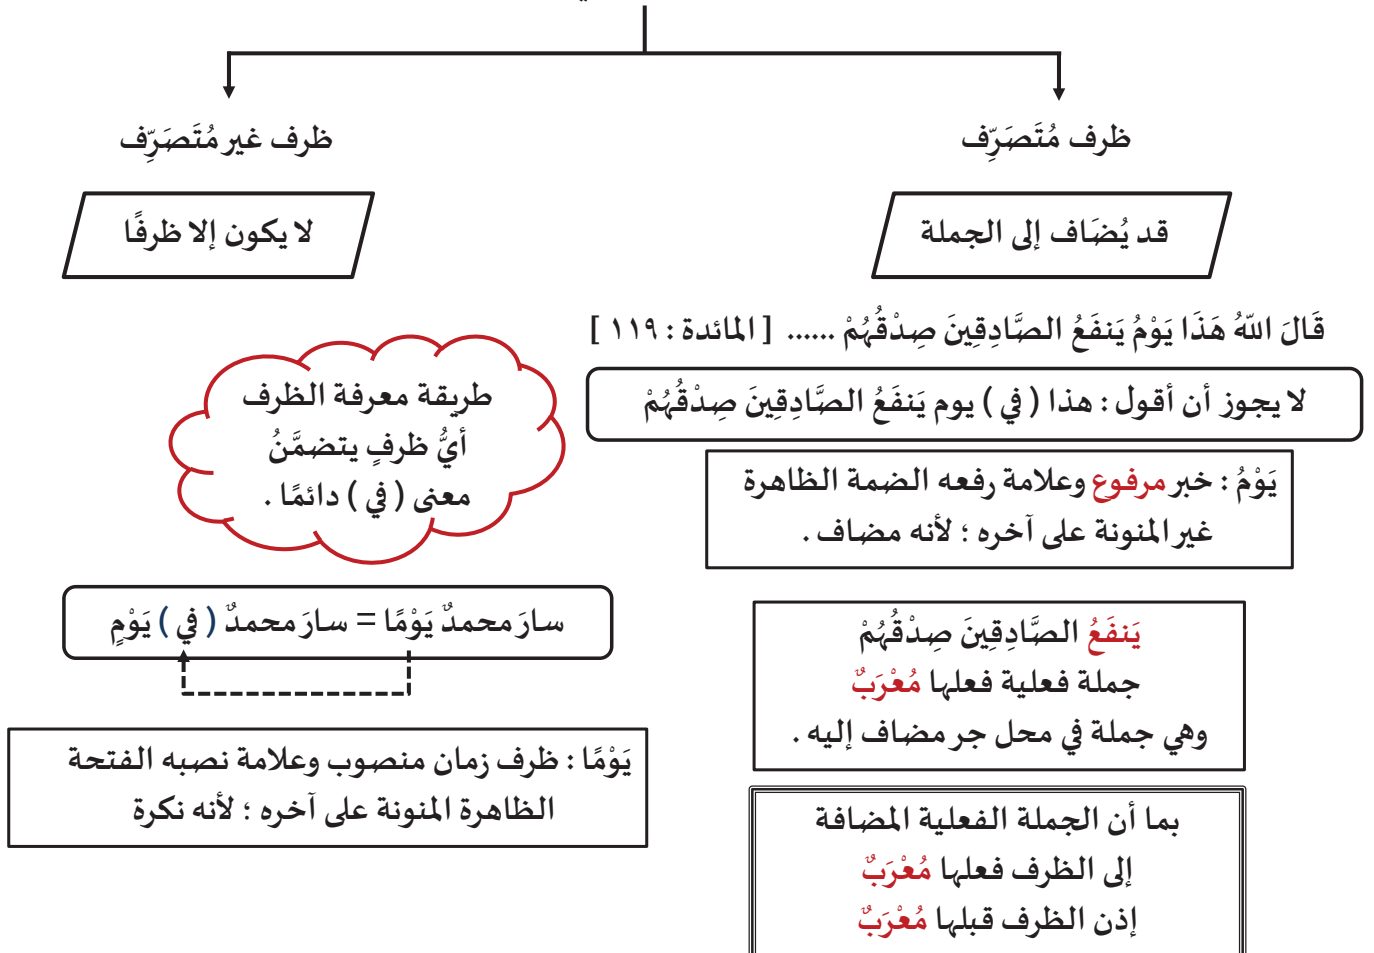 ظرف مُتَصَرِّف
ظرف غير مُتَصَرِّف
قد يُضَاف إلى الجملة
لا يكون إلا ظرفًا
قَالَ اللّهُ هَذَا يَوْمُ يَنفَعُ الصَّادِقِينَ صِدْقُهُمْ ...... [ المائدة : ١١٩ ]
لا يجوز أن أقول : هذا ( في ) يوم يَنفَعُ الصَّادِقِينَ صِدْقُهُمْ
يَوْمُ : خبر مرفوع وعلامة رفعه الضمة الظاهرة
غير المنونة على آخره ؛ لأنه مضاف .
يَنفَعُ الصَّادِقِينَ صِدْقُهُمْ
جملة فعلية فعلها مُعْرَبٌ
وهي جملة في محل جر مضاف إليه .
بما أن الجملة الفعلية المضافة
إلى الظرف فعلها مُعْرَبٌ
إذن الظرف قبلها مُعْرَبٌ
طريقة معرفة الظرف
أيُّ ظرفٍ يتضمَّنُ
معنى ( في ) دائمًا .
سارَ محمدٌ يَوْمًا = سارَ محمدٌ ( في ) يَوْمٍ
يَوْمًا : ظرف زمان منصوب وعلامة نصبه الفتحة
الظاهرة المنونة على آخره ؛ لأنه نكرة